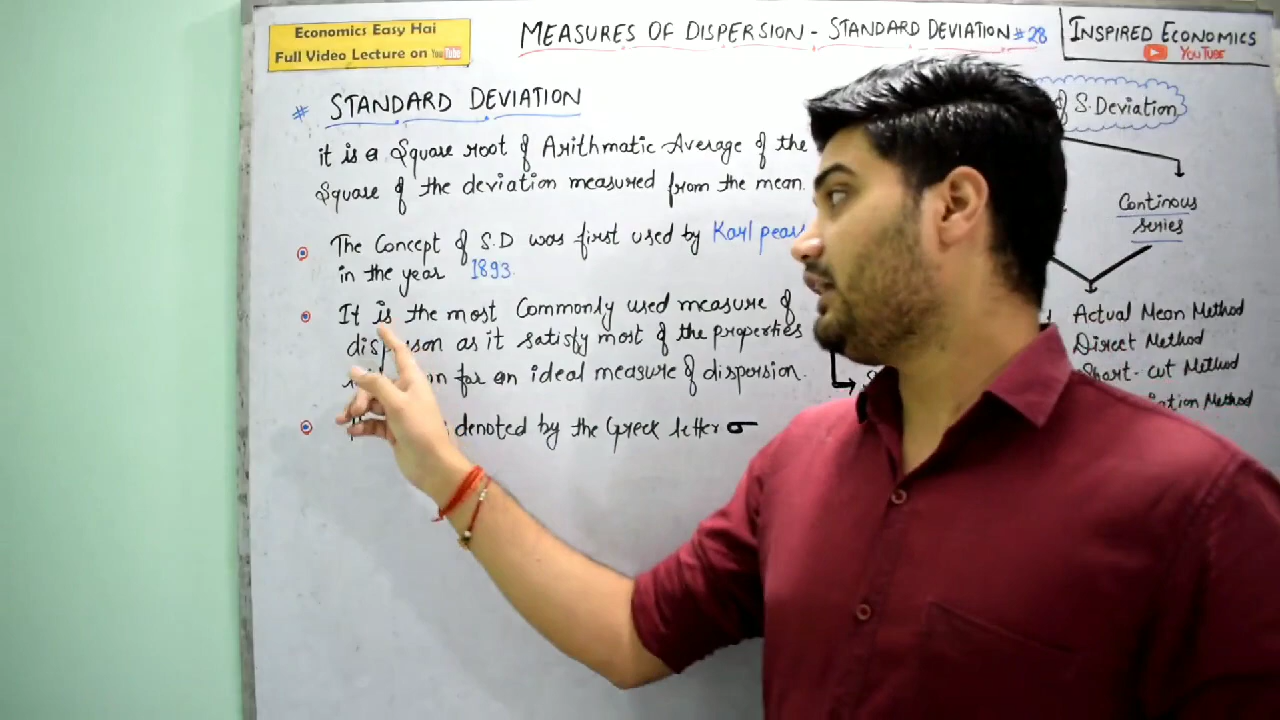 Economics Easy Hai
Full Video Lecture on YouTube
MEASURES OF DISPERSION - STANDARD DEVIATION #28
INSPIRED ECONOMICS
YOUTUBE
# STANDARD DEVIATION
it is a Square root of Arithmatic Average of the
Square of the deviation measured from the mean.
The Concept of S.D was first used by Karl pears
in the year 1893.
It is the most Commonly used measure of
as it satisfy most of the properties
for an ideal measure of dispersion.
denoted by the Greek letter σ
of S. Deviation
Continous
series
Actual Mean Method
Direct Method
Short-cut Method
Method